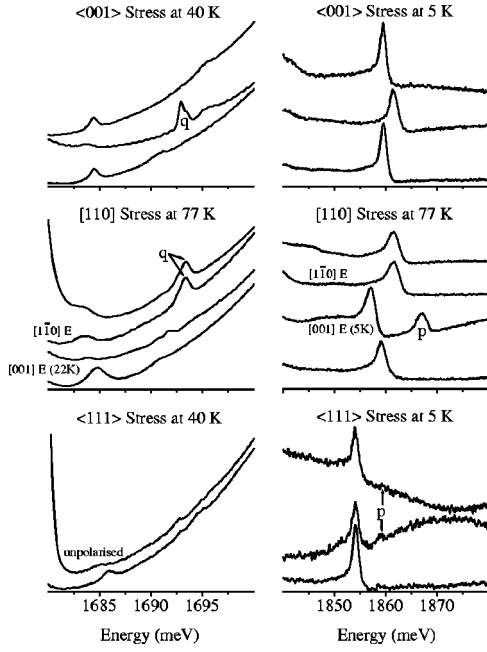 <001> Stress at 40 K
<001> Stress at 5 K
q
[110] Stress at 77 K
[110] Stress at 77 K
q
[11̄0] E
[11̄0] E
[001] E (22K)
[001] E (5K)
p
<111> Stress at 40 K
<111> Stress at 5 K
p
unpolarised
1685 1690 1695
1850 1860 1870
Energy (meV)
Energy (meV)